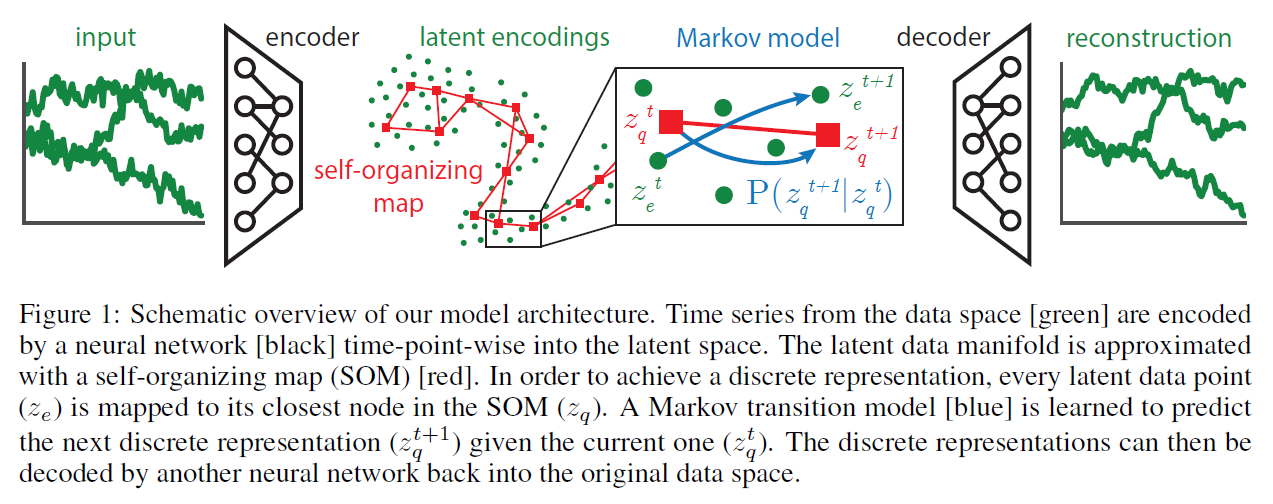 input
encoder
latent encodings
Markov model
decoder
reconstruction
self-organizing
map
z_q^t
z_e^t
z_e^{t+1}
z_q^{t+1}
P(z_q^{t+1}|z_q^t)
Figure 1: Schematic overview of our model architecture. Time series from the data space [green] are encoded
by a neural network [black] time-point-wise into the latent space. The latent data manifold is approximated
with a self-organizing map (SOM) [red]. In order to achieve a discrete representation, every latent data point
(z_e) is mapped to its closest node in the SOM (z_q). A Markov transition model [blue] is learned to predict
the next discrete representation (z_q^{t+1}) given the current one (z_q^t). The discrete representations can then be
decoded by another neural network back into the original data space.